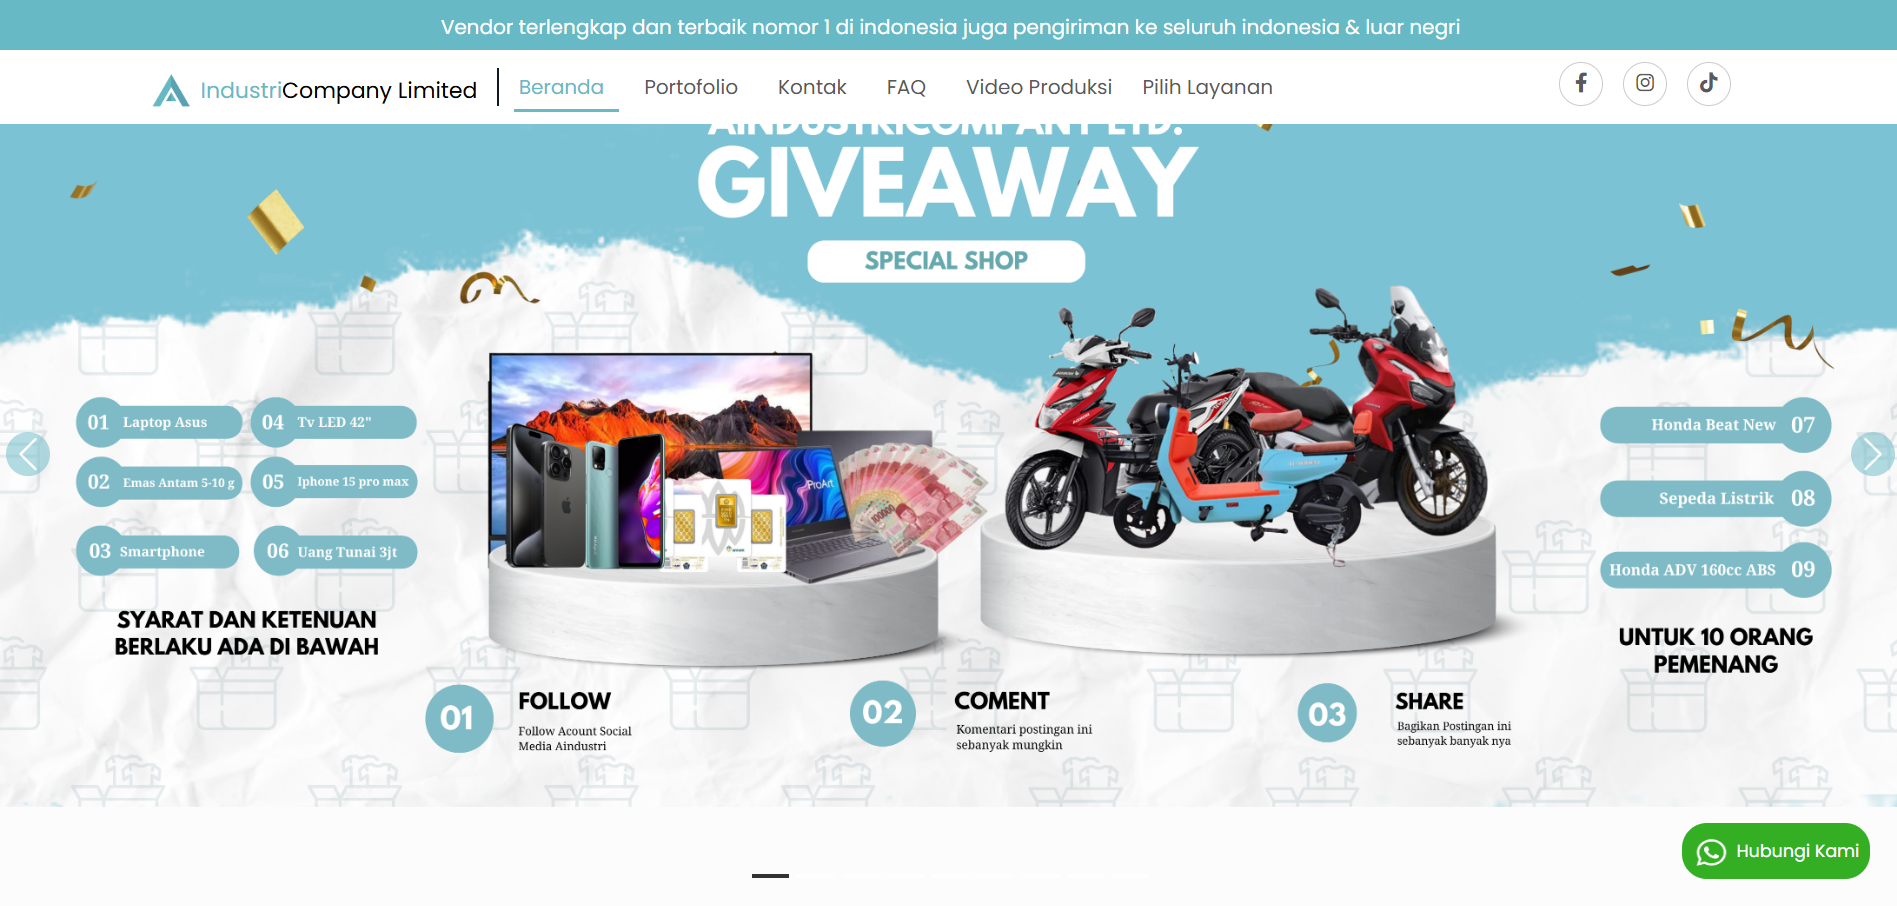 Vendor terlengkap dan terbaik nomor 1 di indonesia juga pengiriman ke seluruh indonesia & luar negri
IndustriCompany Limited
Beranda
Portofolio
Kontak
FAQ
Video Produksi
Pilih Layanan
AINDUSTRICOMPANY LTD.
GIVEAWAY
SPECIAL SHOP
01 Laptop Asus
04 Tv LED 42"
02 Emas Antam 5-10 g
05 Iphone 15 pro max
03 Smartphone
06 Uang Tunai 3jt
SYARAT DAN KETENUAN
BERLAKU ADA DI BAWAH
ProArt
100000
Honda Beat New 07
Sepeda Listrik 08
Honda ADV 160cc ABS 09
UNTUK 10 ORANG
PEMENANG
01
FOLLOW
Follow Acount Social
Media Aindustri
02
COMENT
Komentari postingan ini
sebanyak mungkin
03
SHARE
Bagikan Postingan ini
sebanyak banyak nya
Hubungi Kami